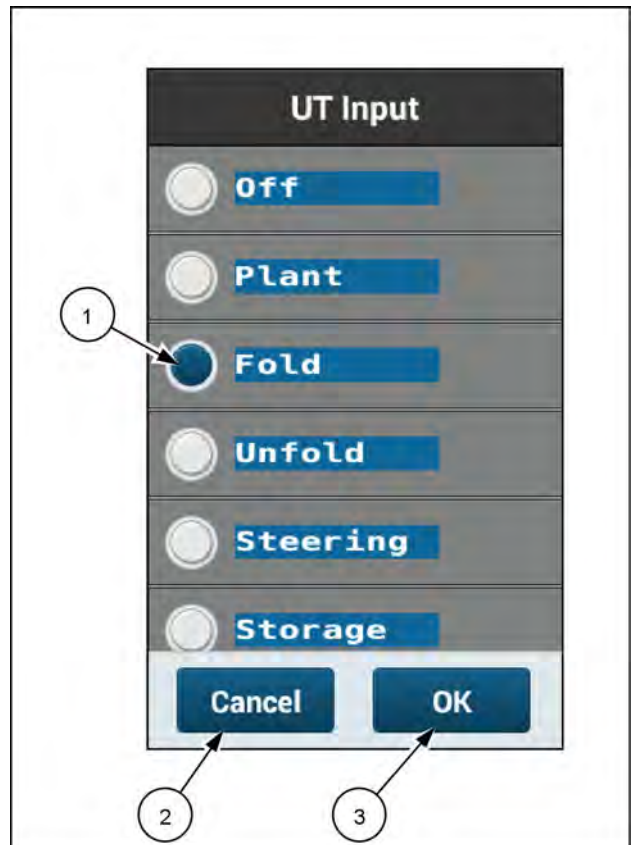 UT Input
Off
Plant
1
Fold
Unfold
Steering
Storage
Cancel OK
2 3